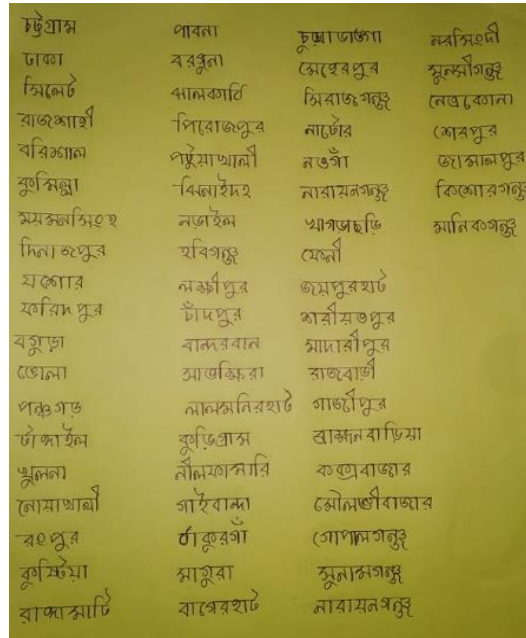 চট্টগ্রাম পাবনা চুয়াডাঙ্গা নরসিংদী
ঢাকা বরগুনা মেহেরপুর মুনসীগঞ্জ
সিলেট ঝালকাঠি সিরাজগঞ্জ নেত্রকোনা
রাজশাহী পিরোজপুর নাটোর শেরপুর
বরিশাল পটুয়াখালী নওগাঁ জামালপুর
কুমিল্লা ঝিনাইদহ নারায়নগঞ্জ কিশোরগঞ্জ
ময়মনসিংহ নড়াইল খাগড়াছড়ি মানিকগঞ্জ
দিনাজপুর হবিগঞ্জ ফেনী
যশোর লক্ষ্মীপুর জয়পুরহাট
ফরিদপুর চাঁদপুর শরীয়তপুর
বগুড়া বান্দরবান মাদারীপুর
ভোলা সাতক্ষিরা রাজবাড়ী
পঞ্চগড় লালমনিরহাট গাজীপুর
টাঙ্গাইল কুড়িগ্রাম ব্রাহ্মনবাড়িয়া
খুলনা নীলফামারি কক্সবাজার
নোয়াখালী গাইবান্দা মৌলভীবাজার
রংপুর ঠাকুরগাঁ গোপালগঞ্জ
কুষ্টিয়া মাগুরা সুনামগঞ্জ
রাঙ্গামাটি বাগেরহাট নারায়নগঞ্জ